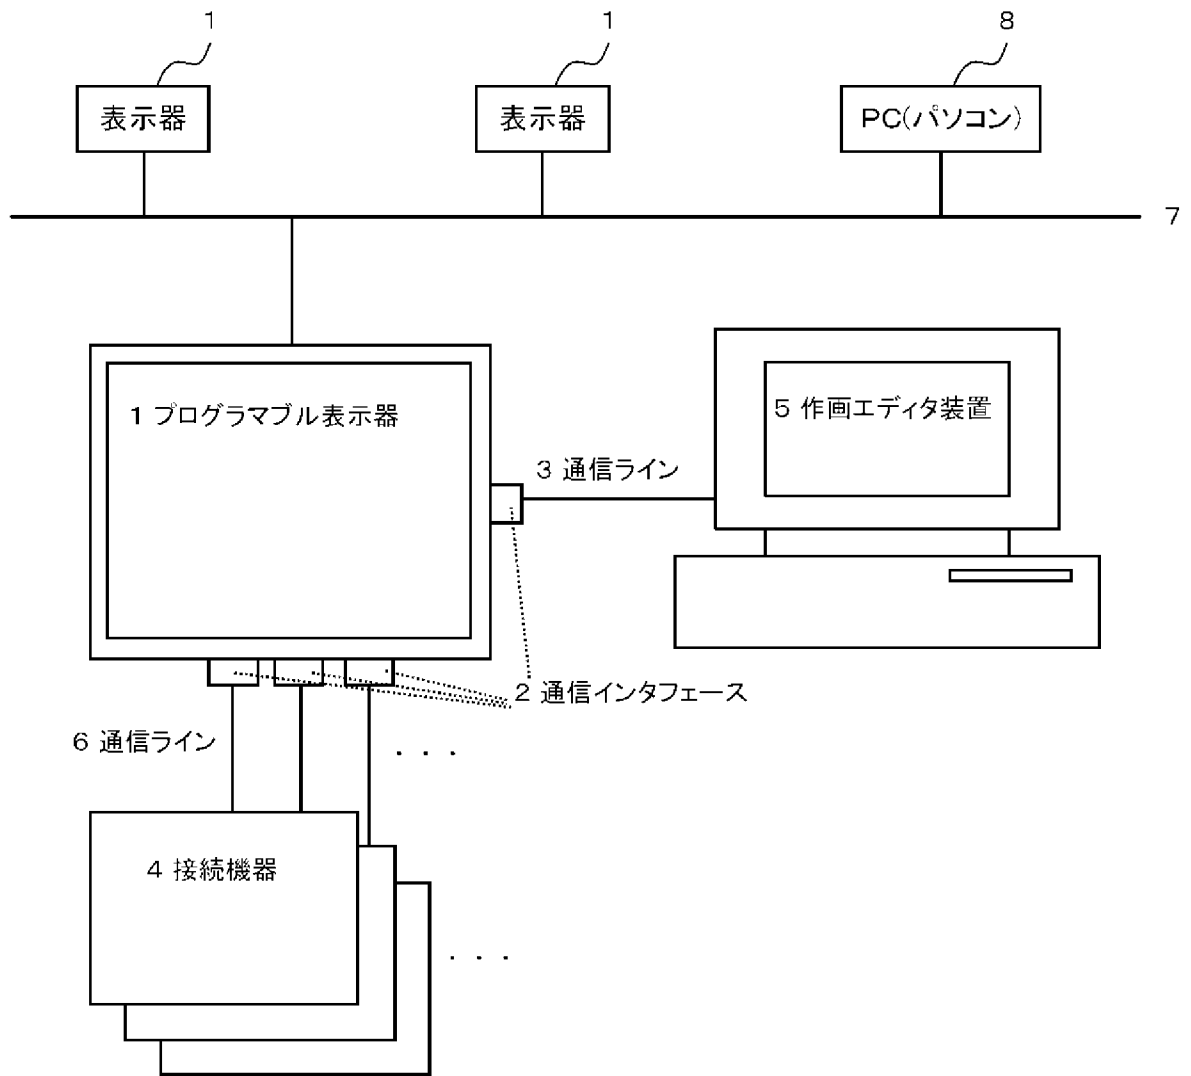 1
1
8
表示器
表示器
PC(パソコン)
7
1 プログラマブル表示器
5 作画エディタ装置
3 通信ライン
2 通信インタフェース
6 通信ライン
・・・
4 接続機器
・・・